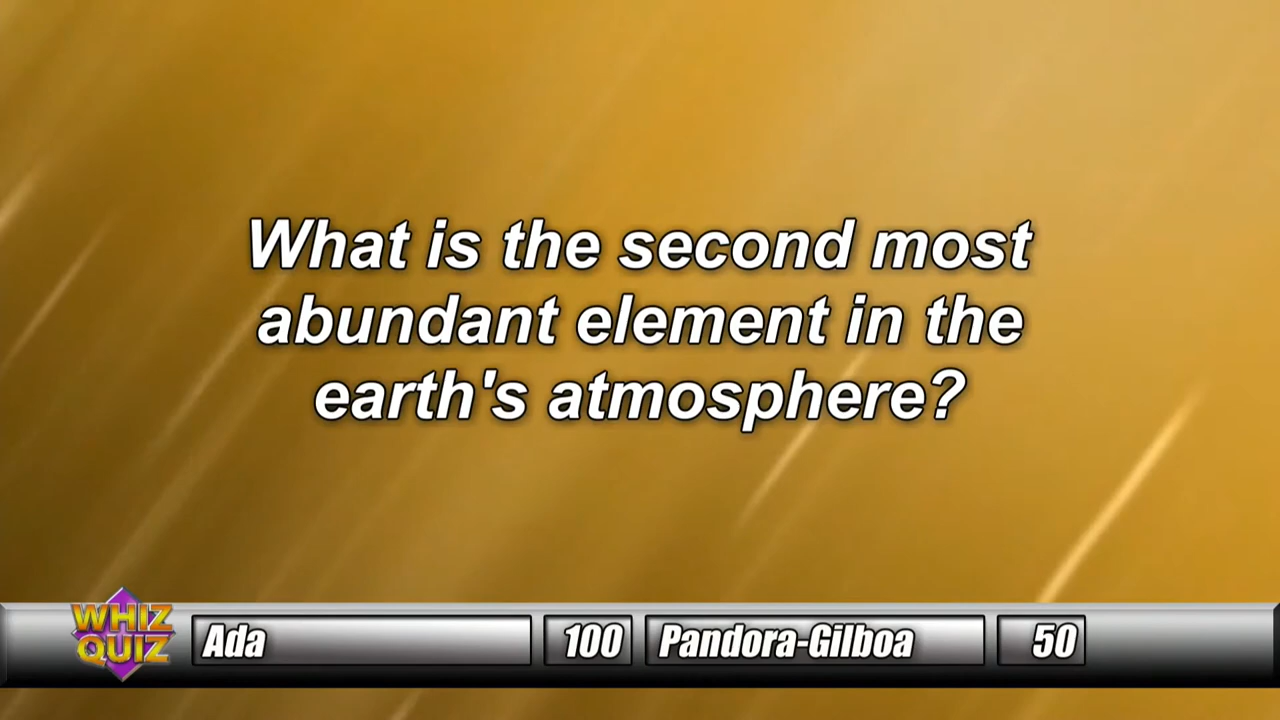 What is the second most
abundant element in the
earth's atmosphere?
WHIZ
QUIZ
Ada 100 Pandora-Gilboa 50